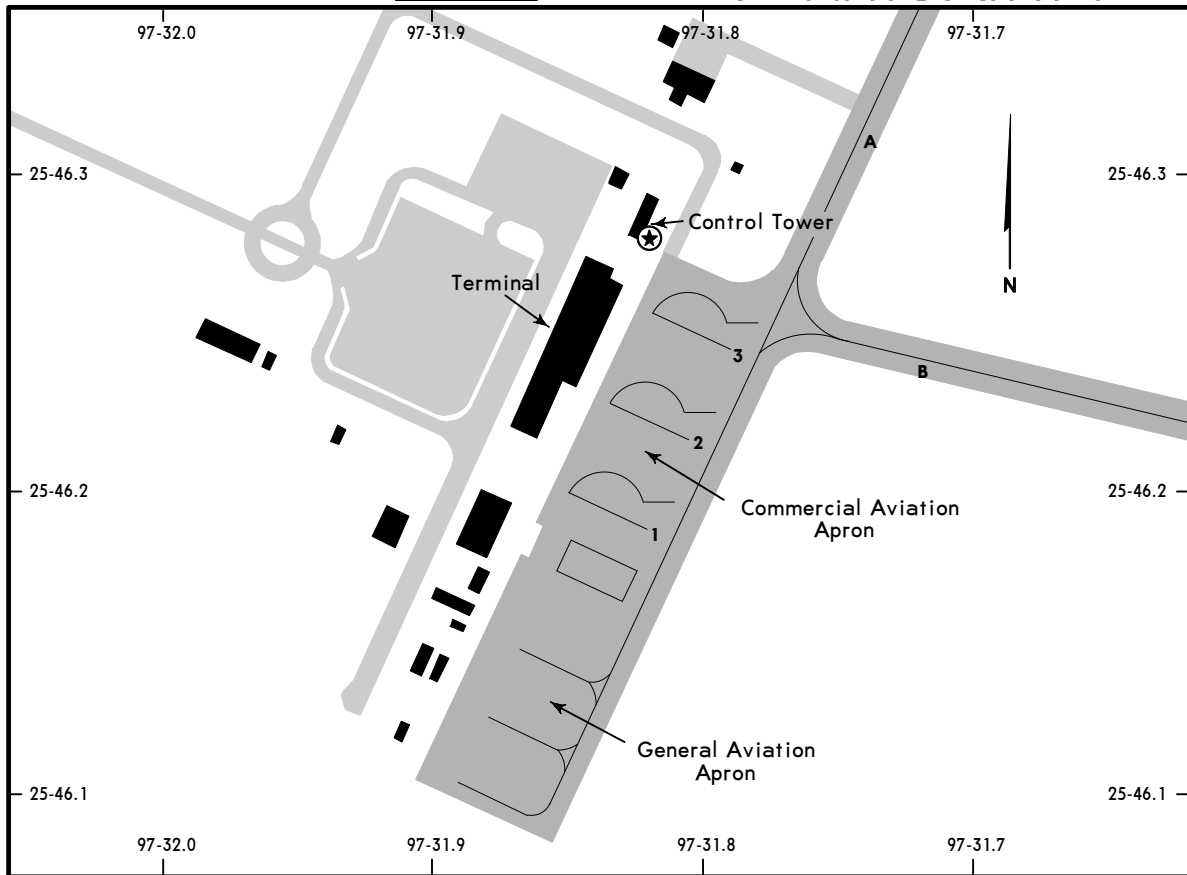 97-32.0
97-31.9
97-31.8
97-31.7
A
25-46.3
25-46.3
Control Tower
Terminal
N
3
B
2
25-46.2
25-46.2
Commercial Aviation
Apron
1
General Aviation
Apron
25-46.1
25-46.1
97-32.0
97-31.9
97-31.8
97-31.7